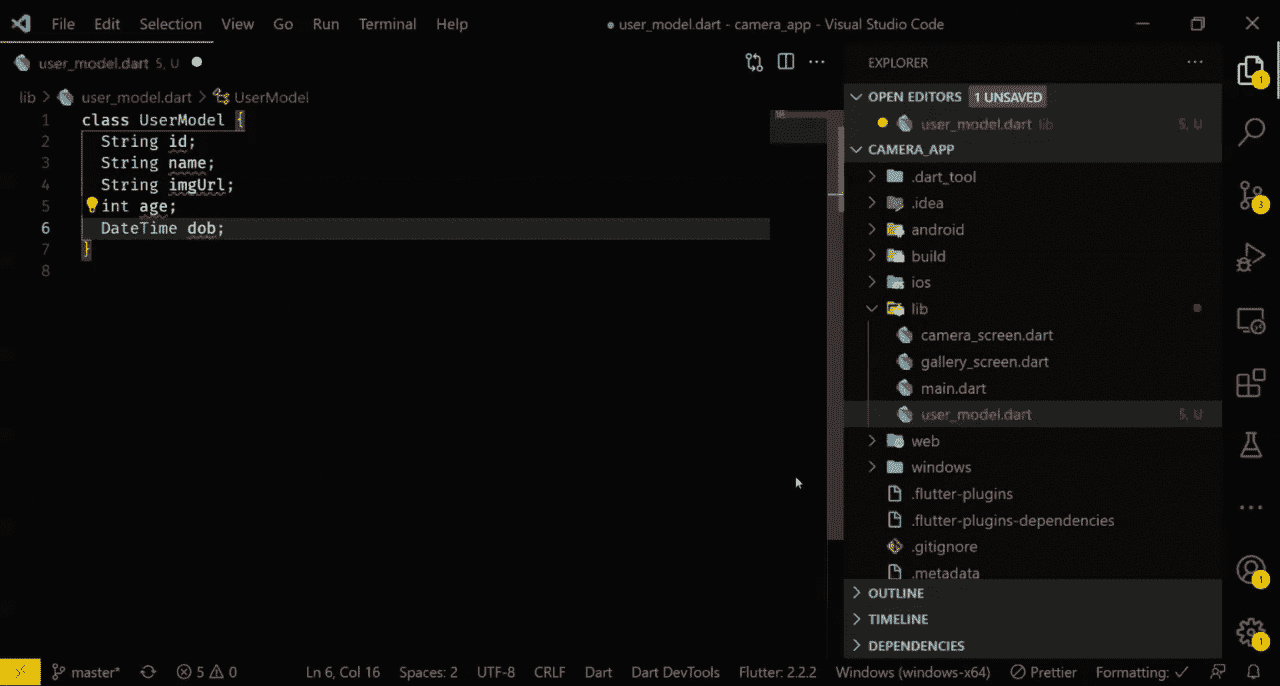 File Edit Selection View Go Run Terminal Help
● user_model.dart - camera_app - Visual Studio Code
user_model.dart 5, U
lib > user_model.dart > UserModel
1 class UserModel {
2 String id;
3 String name;
4 String imgUrl;
5 int age;
6 DateTime dob;
7 }
8
EXPLORER
OPEN EDITORS 1 UNSAVED
user_model.dart lib 5, U
CAMERA_APP
.dart_tool
.idea
android
build
ios
lib
camera_screen.dart
gallery_screen.dart
main.dart
user_model.dart 5, U
web
windows
.flutter-plugins
.flutter-plugins-dependencies
.gitignore
.metadata
OUTLINE
TIMELINE
DEPENDENCIES
1
3
1
1
master* 5 0 Ln 6, Col 16 Spaces: 2 UTF-8 CRLF Dart Dart DevTools Flutter: 2.2.2 Windows (windows-x64) Prettier Formatting: ✓